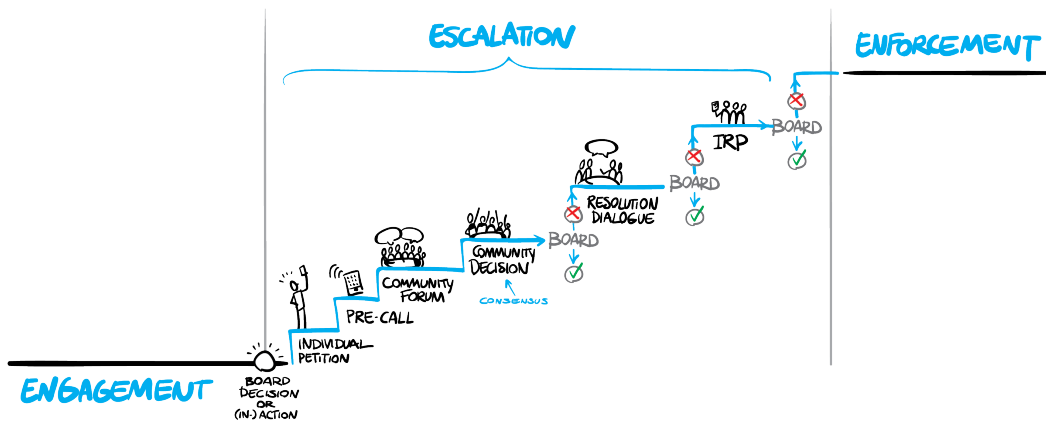 ESCALATION
ENFORCEMENT
BOARD
IRP
BOARD
RESOLUTION
DIALOGUE
BOARD
COMMUNITY
DECISION
CONSENSUS
COMMUNITY
FORUM
PRE-CALL
INDIVIDUAL
PETITION
ENGAGEMENT
BOARD
DECISION
OR
(IN-)ACTION